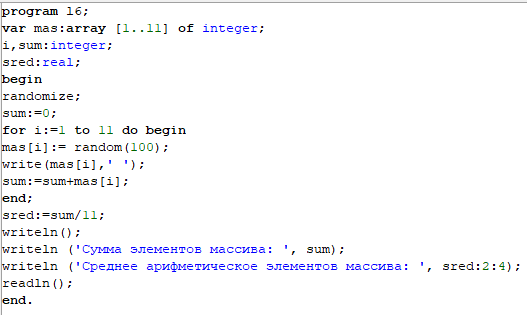 program l6;
var mas:array [1..11] of integer;
i,sum:integer;
sred:real;
begin
randomize;
sum:=0;
for i:=1 to 11 do begin
mas[i]:= random(100);
write(mas[i],' ');
sum:=sum+mas[i];
end;
sred:=sum/11;
writeln();
writeln ('Сумма элементов массива: ', sum);
writeln ('Среднее арифметическое элементов массива: ', sred:2:4);
readln();
end.